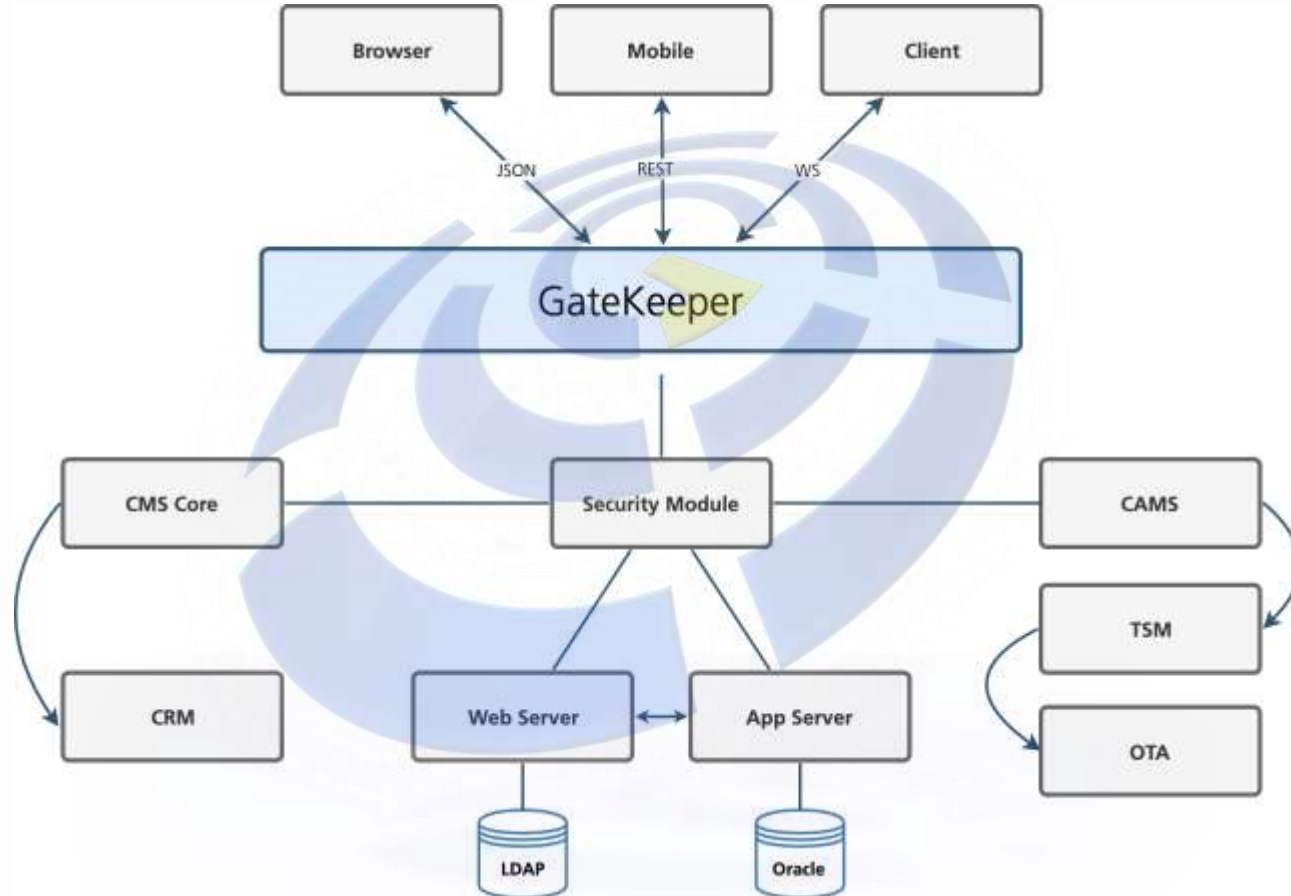 Browser
Mobile
Client
JSON
REST
WS
GateKeeper
CMS Core
Security Module
CAMS
TSM
CRM
Web Server
App Server
OTA
LDAP
Oracle